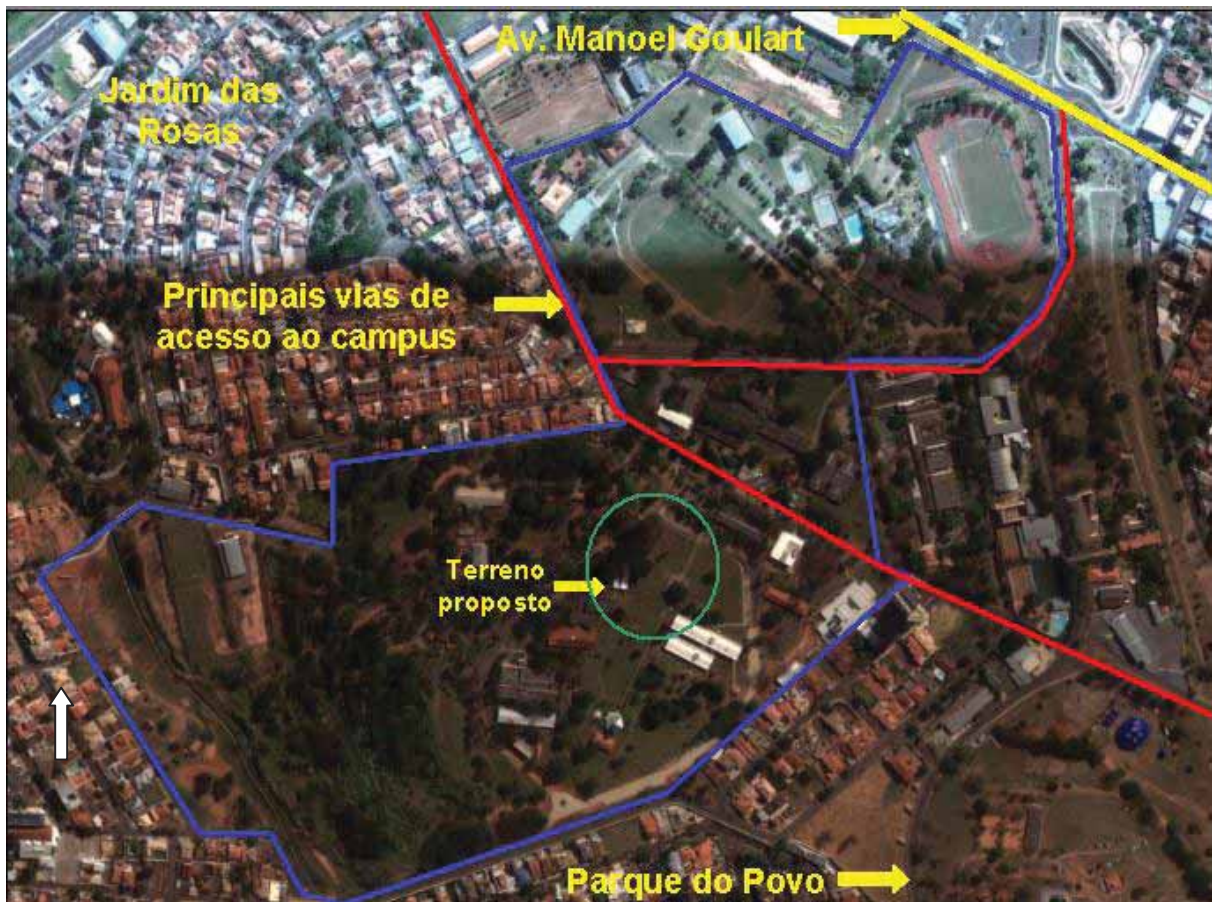 Av. Manoel Goulart
Jardim das
Rosas
Principais vias de
acesso ao campus
Terreno
proposto
Parque do Povo